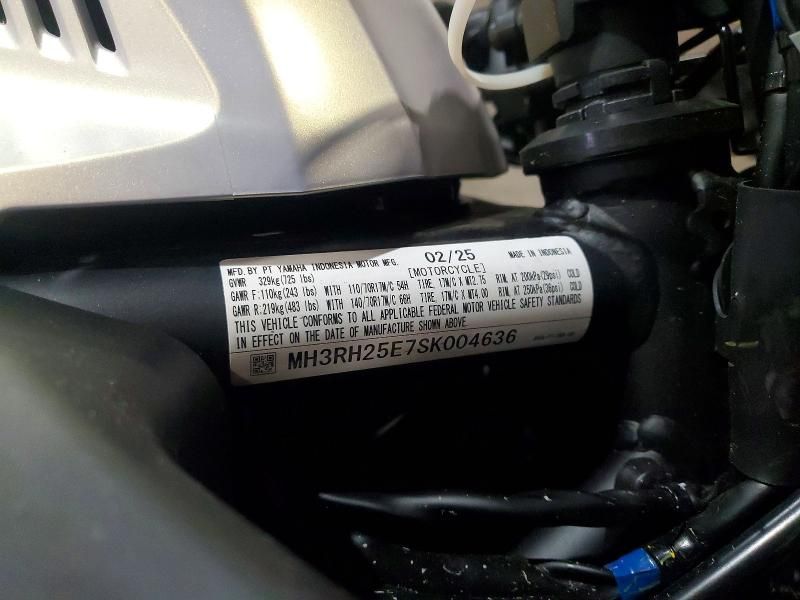 MFD. BY PT YAMAHA INDONESIA MOTOR MFG. 02/25 MADE IN INDONESIA
[MOTORCYCLE]
GVWR 329kg(725 lbs)
GAWR F:110kg(243 lbs) WITH 110/70R17M/C 54H TIRE, 17M/C X MT2.75 RIM, AT 200kPa(29psi) COLD
GAWR R:219kg(483 lbs) WITH 140/70R17M/C 66H TIRE, 17M/C X MT4.00 RIM, AT 250kPa(36psi) COLD
THIS VEHICLE CONFORMS TO ALL APPLICABLE FEDERAL MOTOR VEHICLE SAFETY STANDARDS
IN EFFECT ON THE DATE OF MANUFACTURE SHOWN ABOVE
MH3RH25E7SK004636